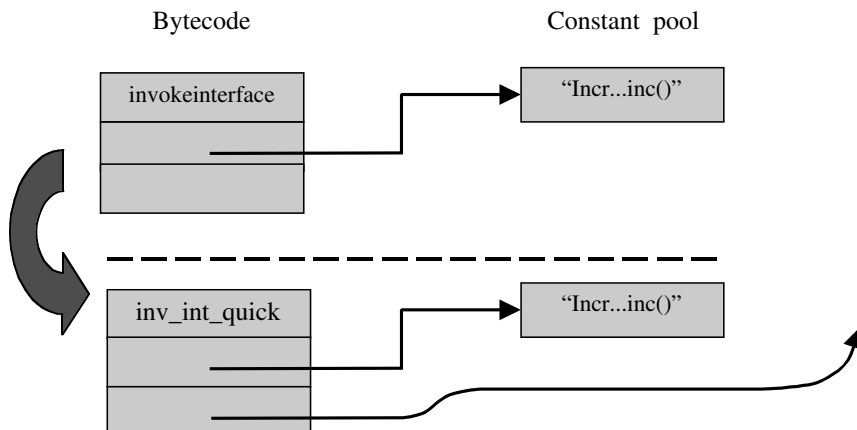 Bytecode
Constant pool
invokeinterface
“Incr...inc()”
inv_int_quick
“Incr...inc()”